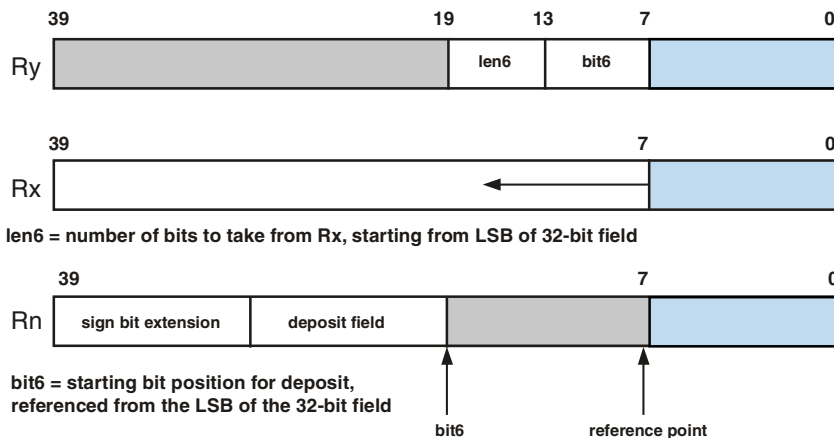 39 19 13 7 0
Ry len6 bit6
39 7 0
Rx
len6 = number of bits to take from Rx, starting from LSB of 32-bit field
39 7 0
Rn sign bit extension deposit field
bit6 = starting bit position for deposit,
referenced from the LSB of the 32-bit field
bit6 reference point